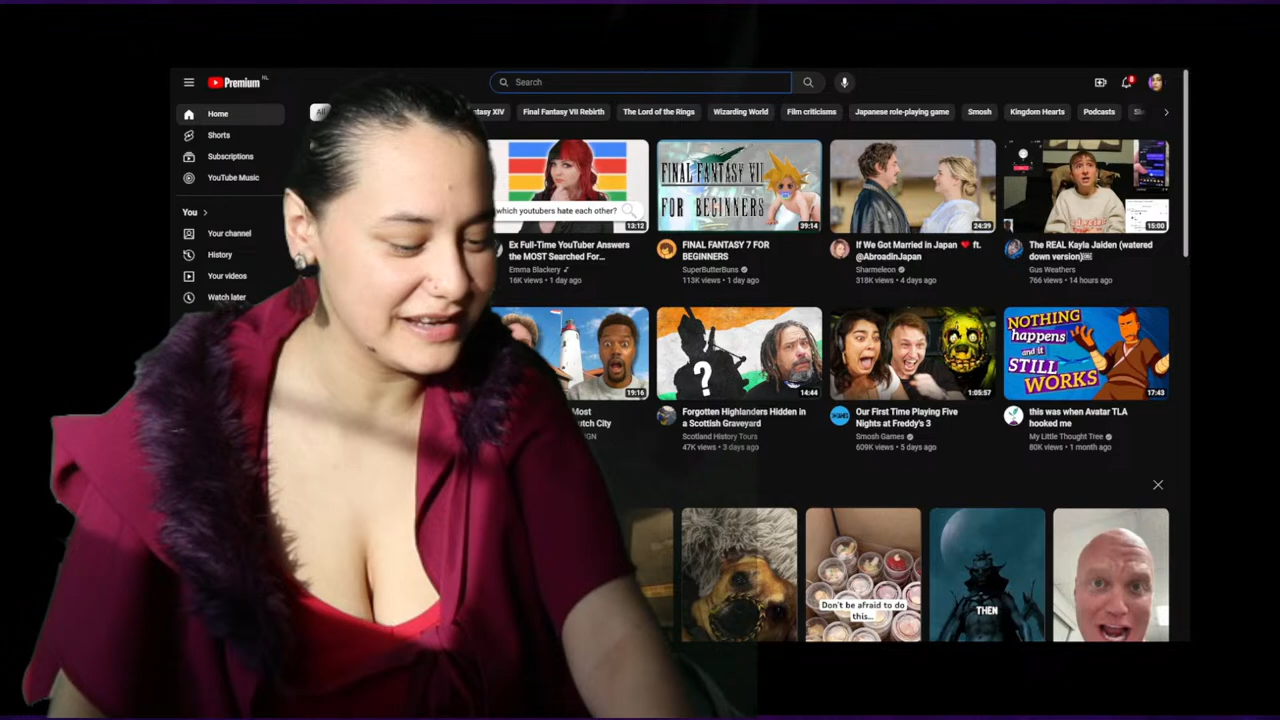 Premium NL
Search
8
Home
Shorts
Subscriptions
YouTube Music
You
Your channel
History
Your videos
Watch later
All
Final Fantasy VII Rebirth
The Lord of the Rings
Wizarding World
Film criticisms
Japanese role-playing game
Smosh
Kingdom Hearts
Podcasts
which youtubers hate each other?
13:12
FINAL FANTASY VII
FOR BEGINNERS
39:14
24:39
15:00
Ex Full-Time YouTuber Answers
the MOST Searched For...
Emma Blackery
16K views • 1 day ago
FINAL FANTASY 7 FOR
BEGINNERS
SuperButterBuns
113K views • 1 day ago
If We Got Married in Japan ❤️ ft.
@AbroadinJapan
Sharmeleon
318K views • 4 days ago
The REAL Kayla Jaiden (watered
down version)
Gus Weathers
766 views • 14 hours ago
19:16
?
14:44
1:05:57
NOTHING
happens
and it
STILL
WORKS
17:43
Most
Forgotten Highlanders Hidden in
a Scottish Graveyard
Scotland History Tours
47K views • 3 days ago
GAMES
Our First Time Playing Five
Nights at Freddy's 3
Smosh Games
609K views • 5 days ago
this was when Avatar TLA
hooked me
My Little Thought Tree
80K views • 1 month ago
Don't be afraid to do
this...
THEN